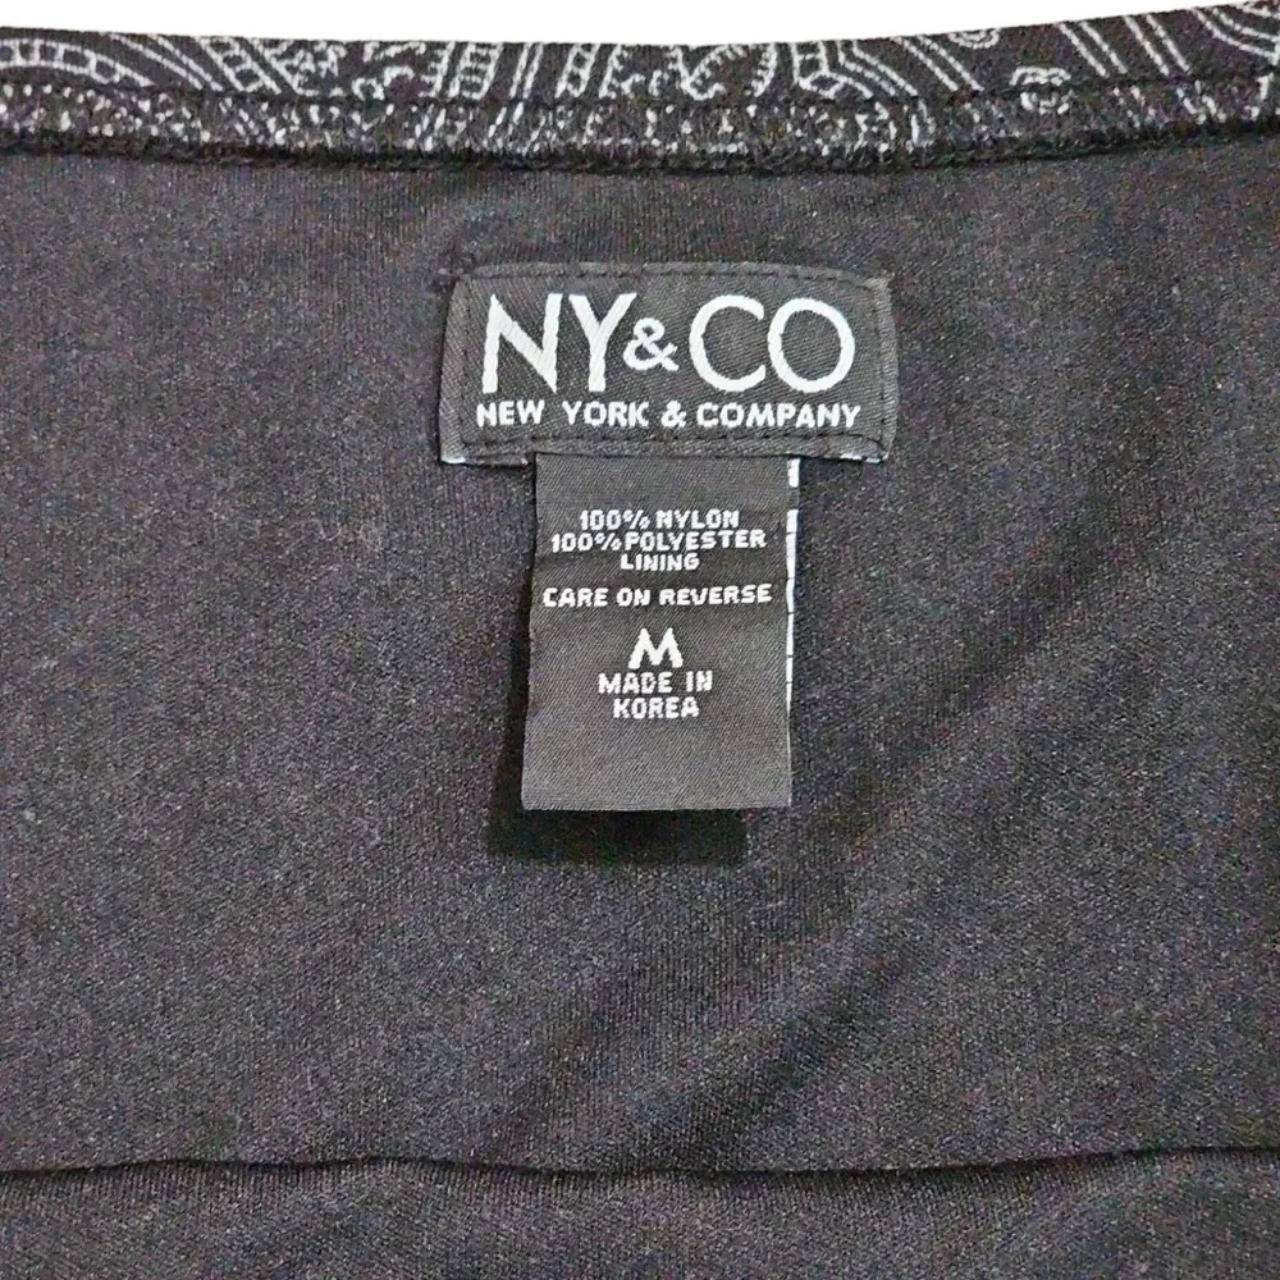 NY&CO
NEW YORK & COMPANY
100% NYLON
100% POLYESTER
LINING
CARE ON REVERSE
M
MADE IN
KOREA